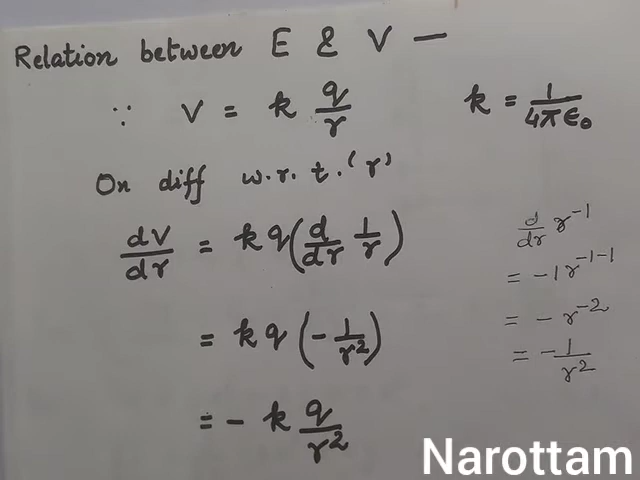 Relation between E & V —
∵ V = k q/r
k = 1/4πϵ₀
On diff w.r.t. 'r'
dV/dr = kq(d/dr 1/r)
= kq(-1/r²)
= - k q/r²
d/dr r⁻¹
= -1r⁻¹⁻¹
= - r⁻²
= - 1/r²
Narottam